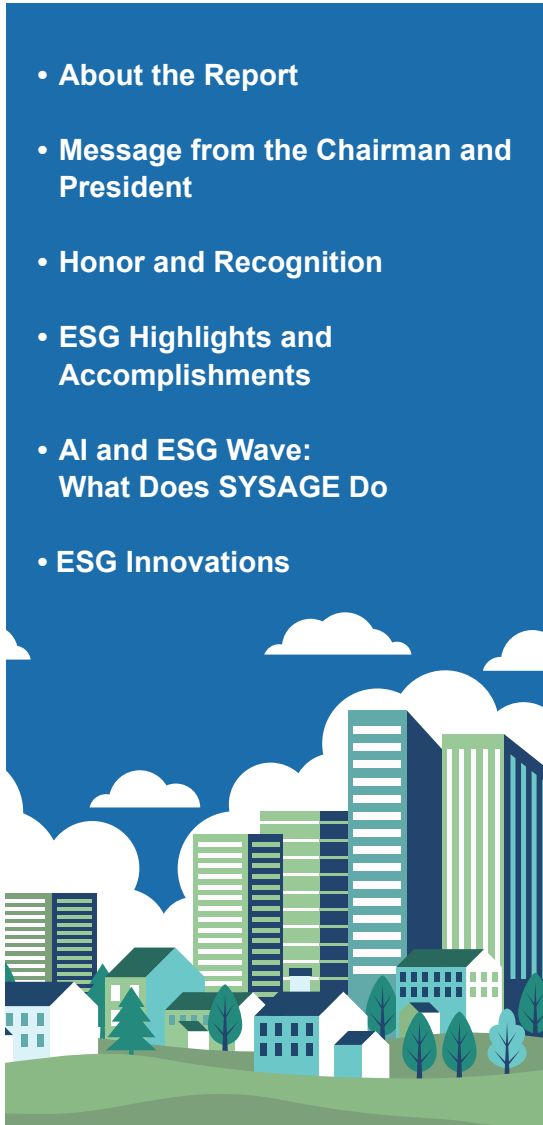 • About the Report
• Message from the Chairman and
President
• Honor and Recognition
• ESG Highlights and
Accomplishments
• AI and ESG Wave:
What Does SYSAGE Do
• ESG Innovations